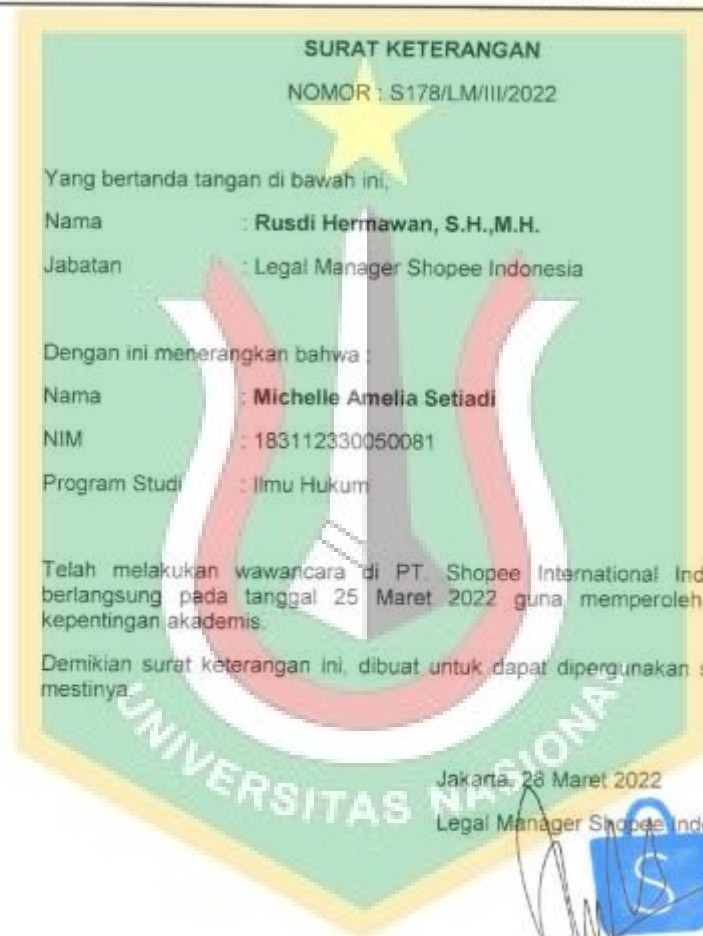 SURAT KETERANGAN
NOMOR : S178/LM/III/2022
Yang bertanda tangan di bawah ini,
Nama : Rusdi Hermawan, S.H.,M.H.
Jabatan : Legal Manager Shopee Indonesia
Dengan ini menerangkan bahwa :
Nama : Michelle Amelia Setiadi
NIM : 183112330050081
Program Studi : Ilmu Hukum
Telah melakukan wawancara di PT. Shopee International Ind
berlangsung pada tanggal 25 Maret 2022 guna memperoleh
kepentingan akademis.
Demikian surat keterangan ini, dibuat untuk dapat dipergunakan s
mestinya
Jakarta, 28 Maret 2022
Legal Manager Shopee Indo
S
UNIVERSITAS NASIONAL